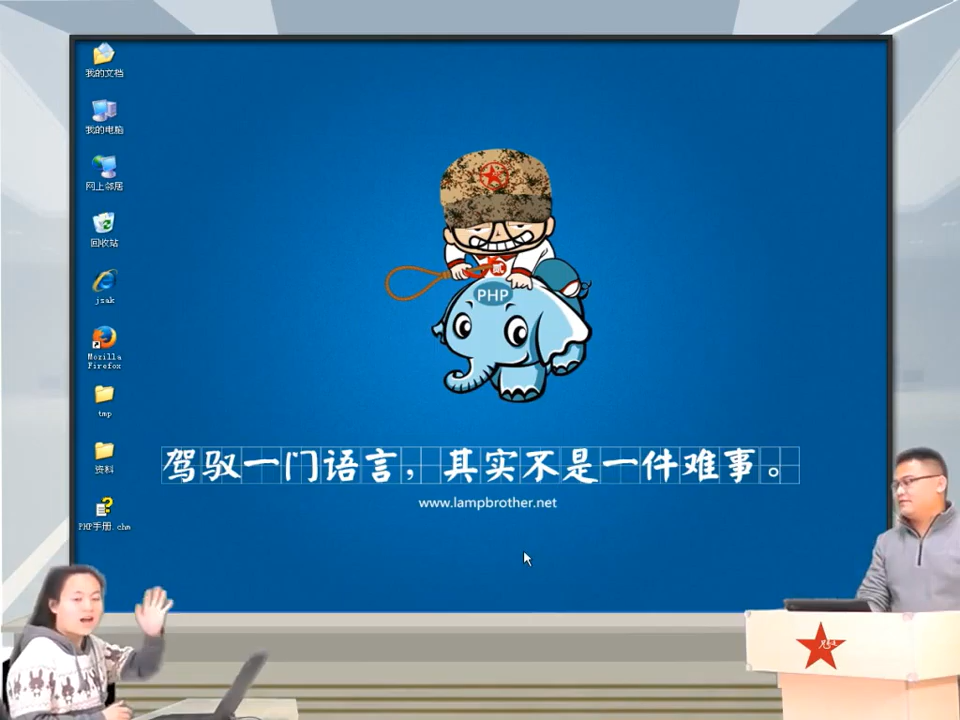 我的文档
我的电脑
网上邻居
回收站
jsak
Mozilla
Firefox
tmp
资料
PHP手册.chm
贰
PHP
驾驭一门语言，其实不是一件难事。
www.lampbrother.net